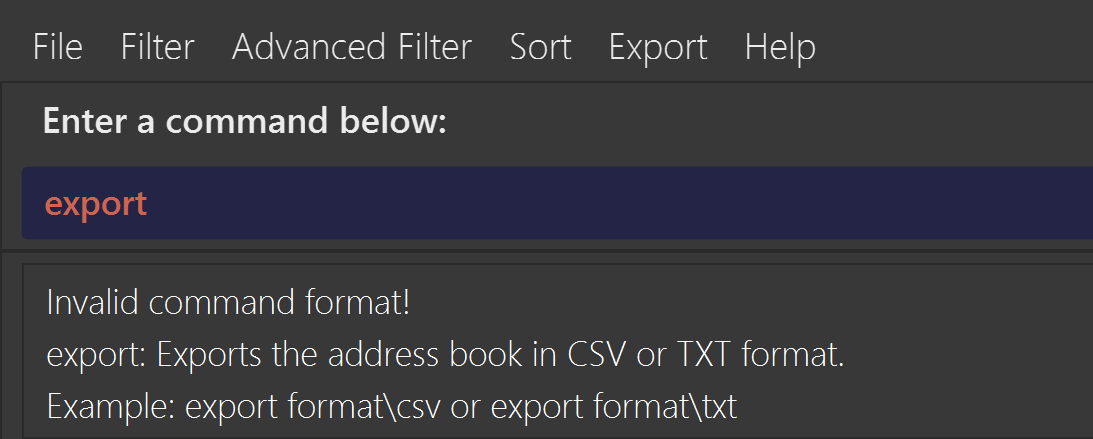 File Filter Advanced Filter Sort Export Help
Enter a command below:
export
Invalid command format!
export: Exports the address book in CSV or TXT format.
Example: export format\csv or export format\txt